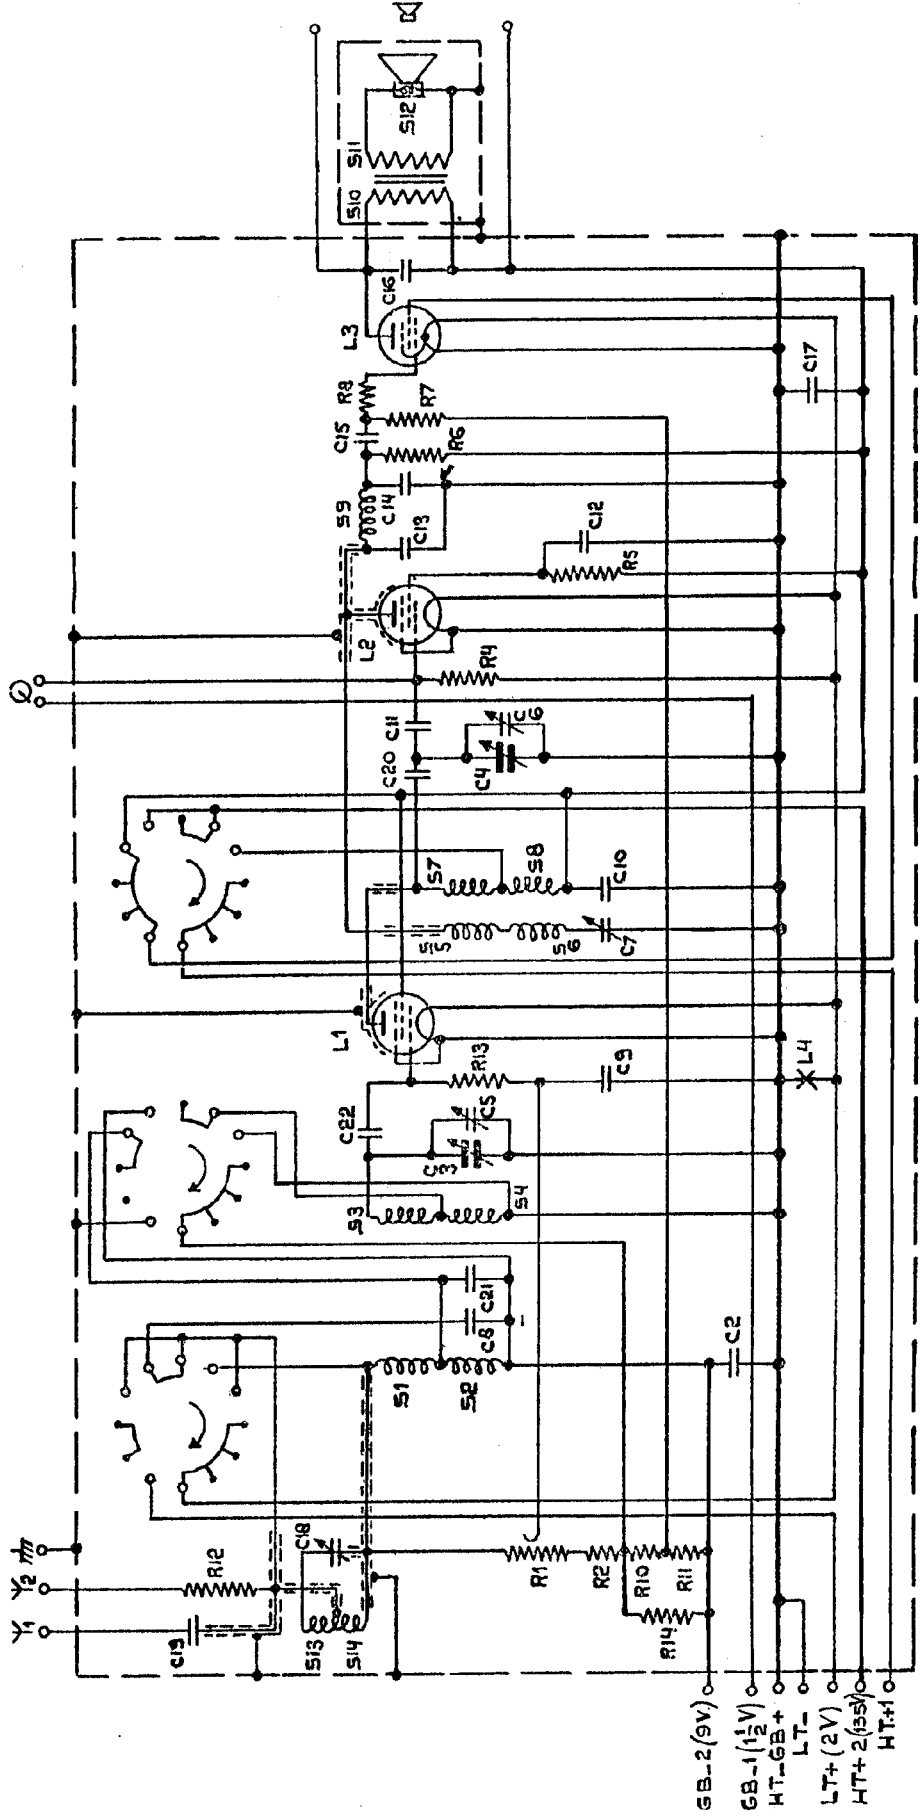 S12
S11
S10
C16
L3
R8
R7
C17
C15
R6
S9
C14
C13
C12
R5
L2
R4
C11
C6
C20
C4
S7
S8
C10
S5
S6
C7
L1
R13
C9
L4
C22
C5
C3
S3
S4
C21
C8
C2
S1
S2
C18
R12
2
1
C19
S13
S14
R1
R2
R10
R11
R14
GB-2 (9V)
GB-1 (1½V)
HT-GB+
LT-
LT+ (2V)
HT+2 (135V)
HT+1